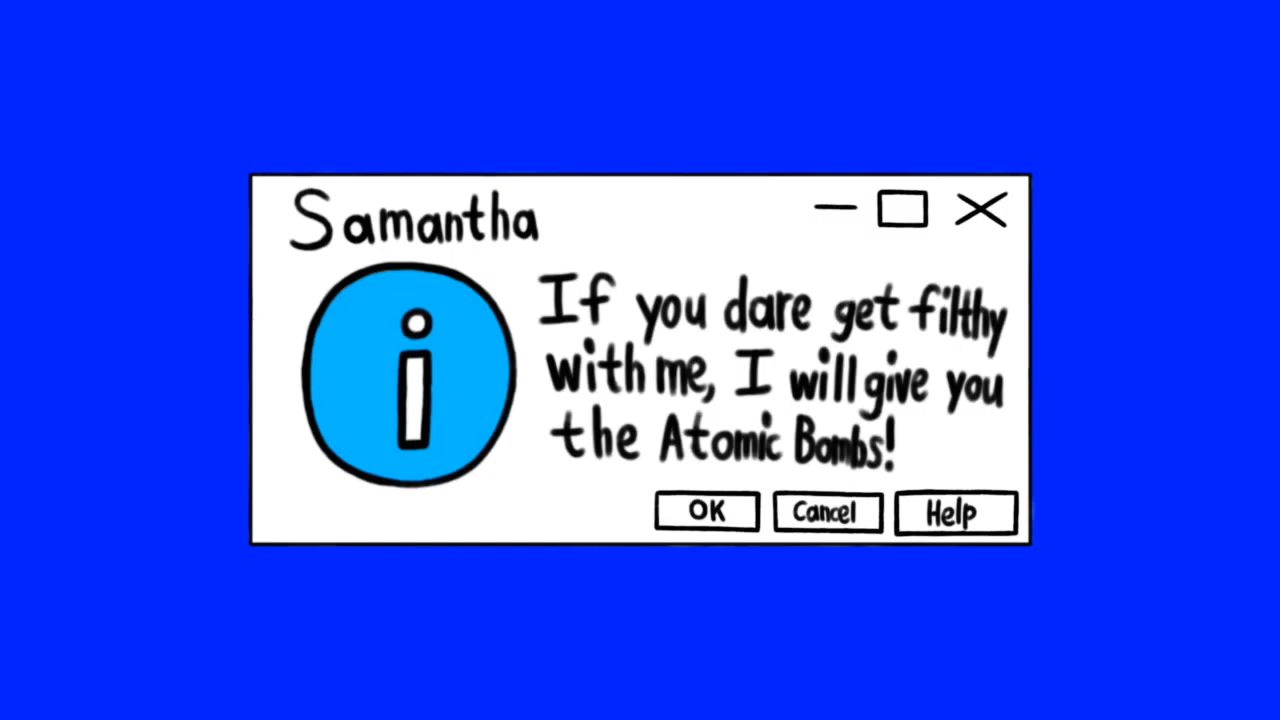 Samantha
i
If you dare get filthy
with me, I will give you
the Atomic Bombs!
OK Cancel Help